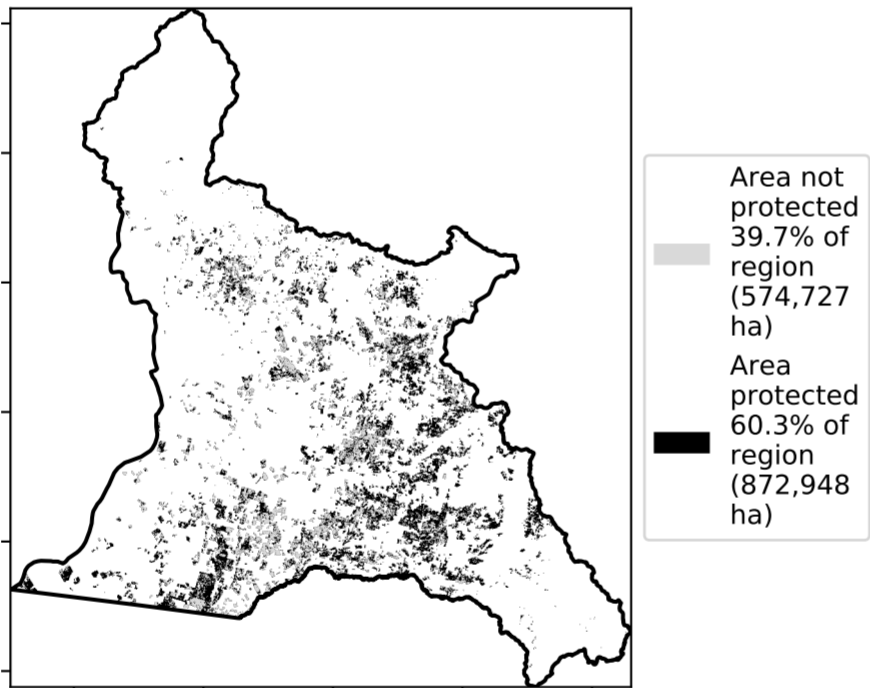 Area not
protected
39.7% of
region
(574,727
ha)
Area
protected
60.3% of
region
(872,948
ha)